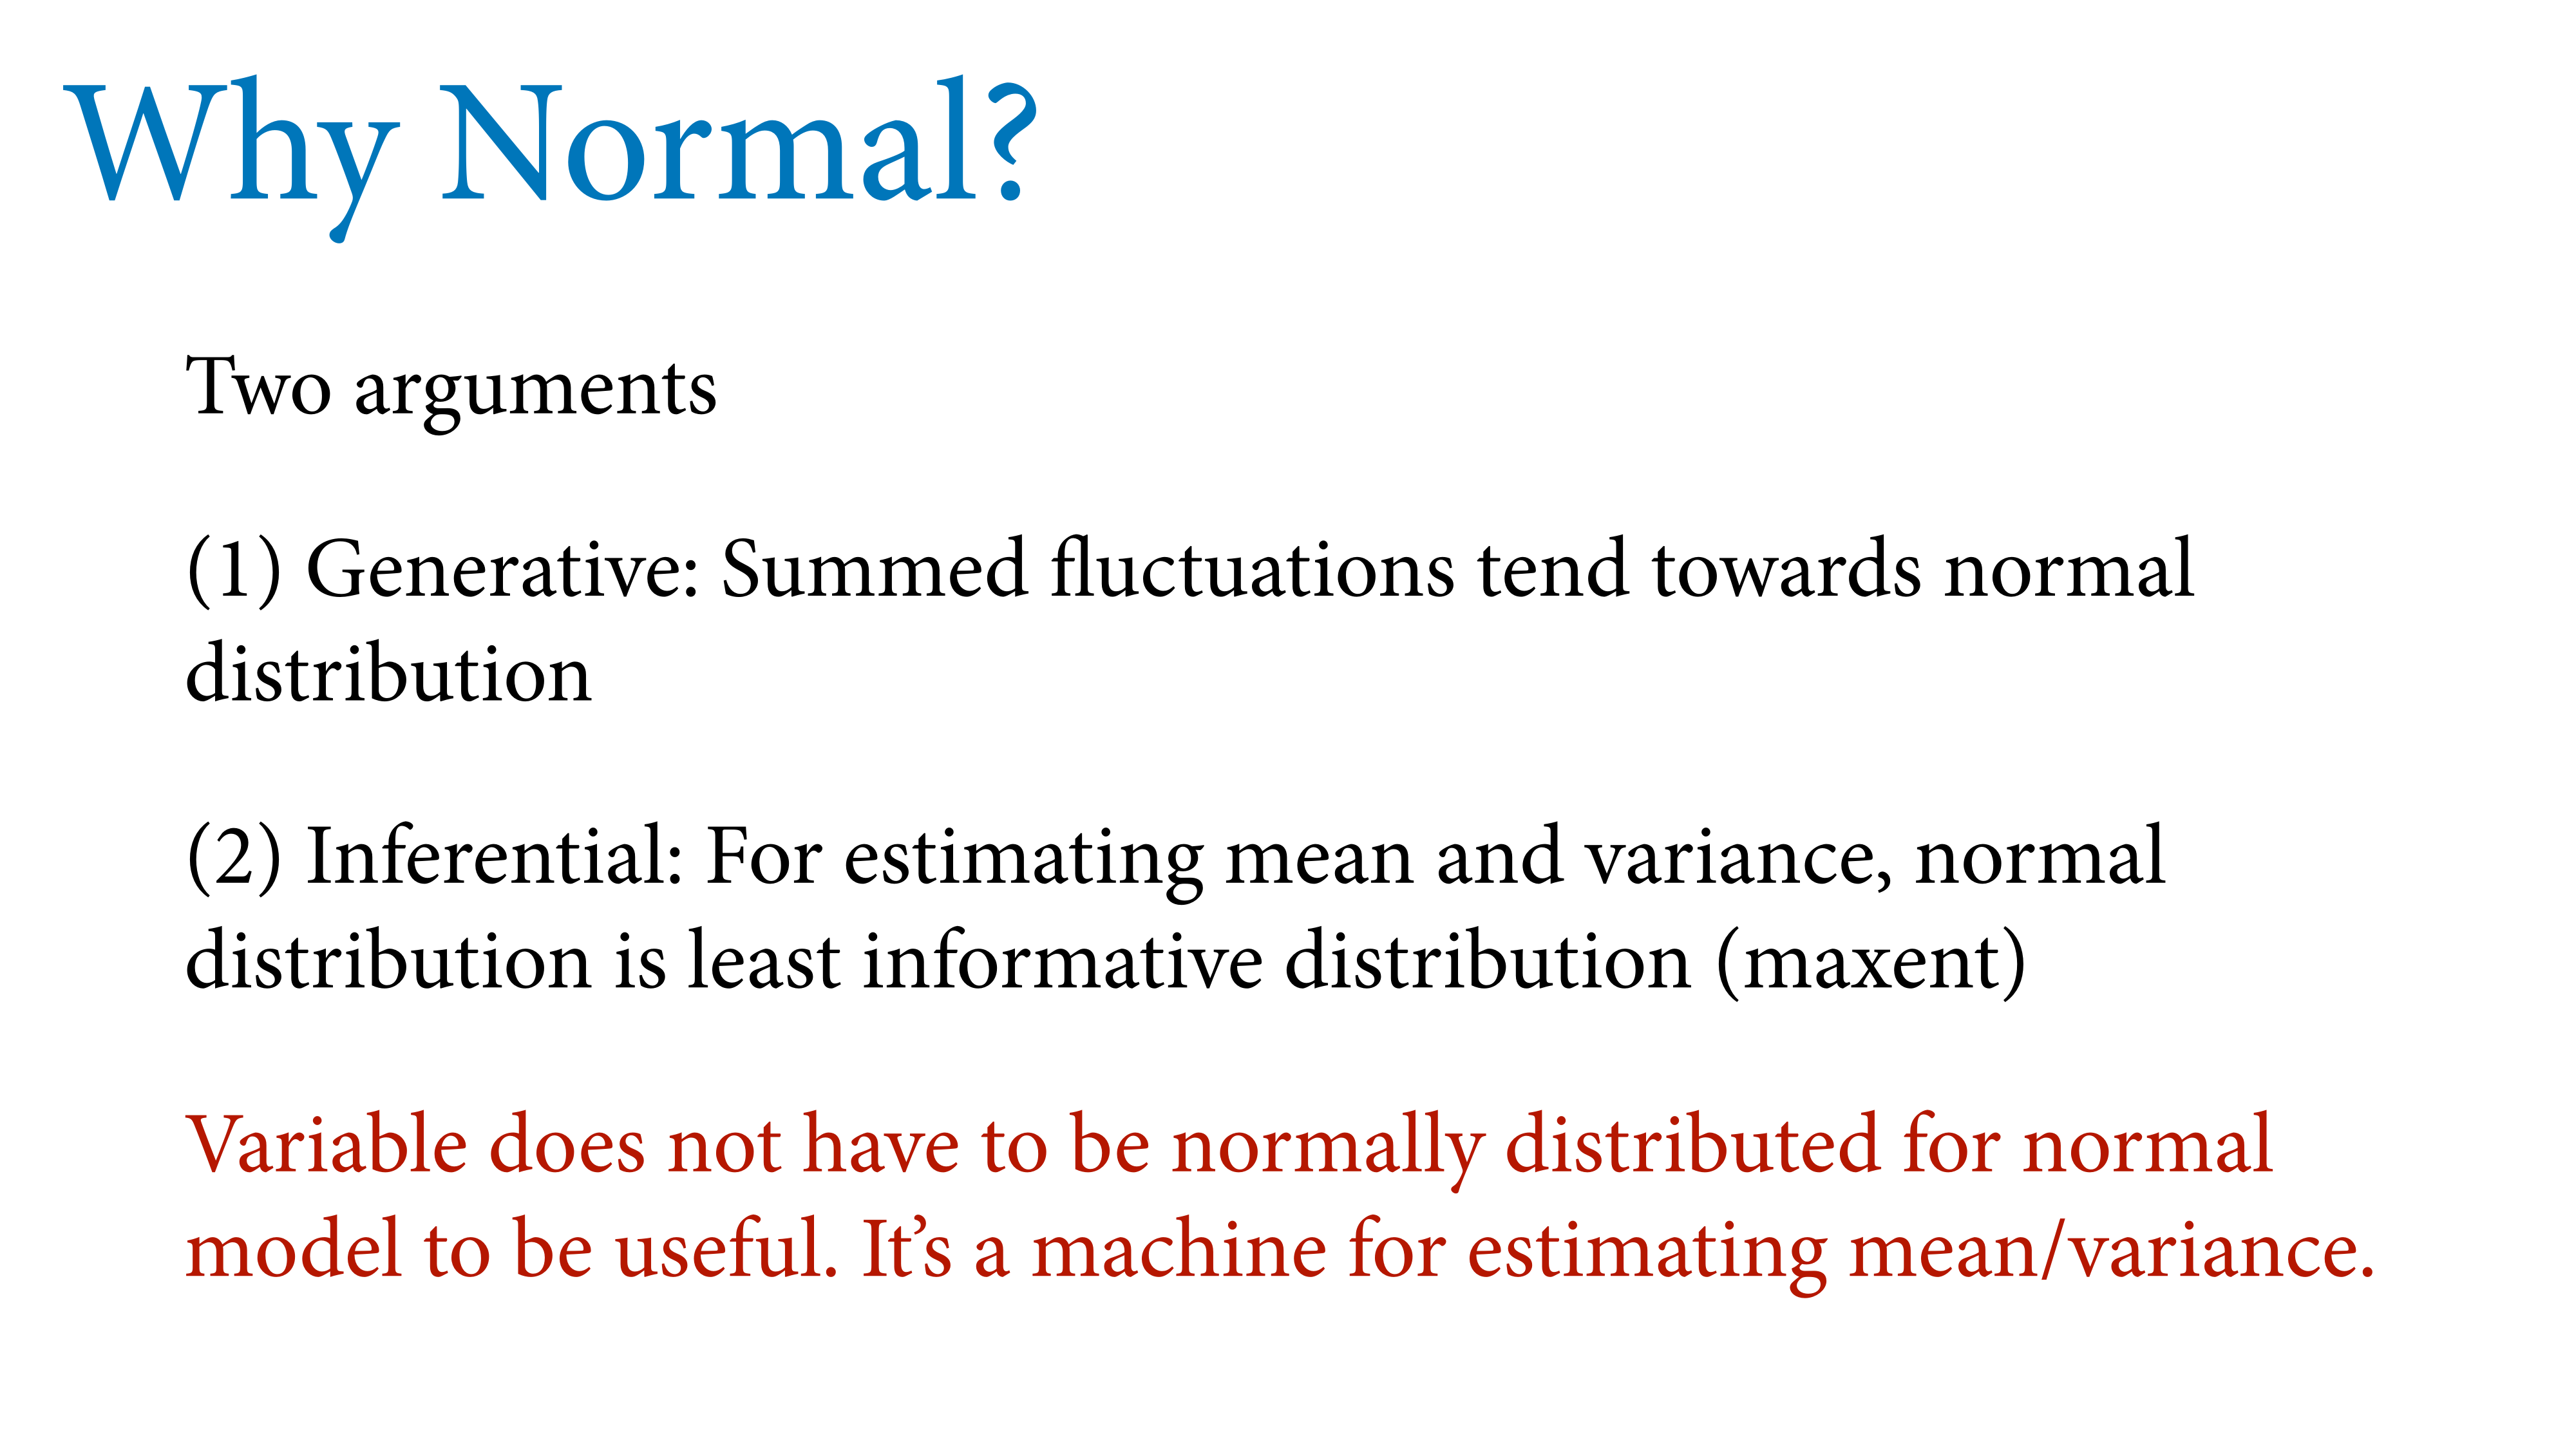 Why Normal?
Two arguments
(1) Generative: Summed fluctuations tend towards normal
distribution
(2) Inferential: For estimating mean and variance, normal
distribution is least informative distribution (maxent)
Variable does not have to be normally distributed for normal
model to be useful. It’s a machine for estimating mean/variance.